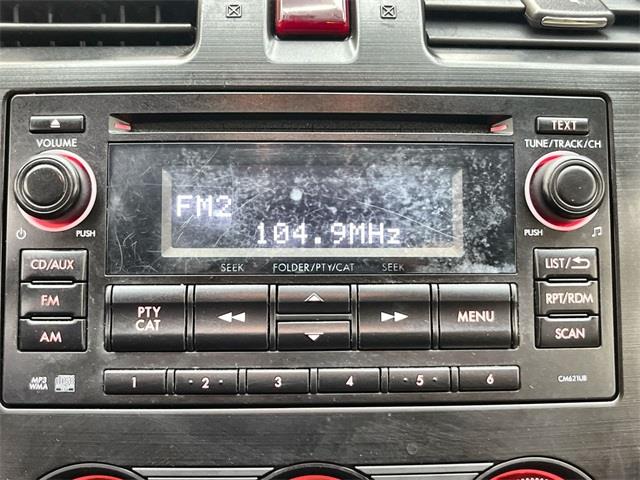 TEXT
VOLUME
TUNE/TRACK/CH
FM2
104.9MHz
PUSH
PUSH
SEEK FOLDER/PTY/CAT SEEK
CD/AUX
LIST/
FM
PTY
CAT
MENU
RPT/RDM
AM
SCAN
MP3
WMA
1 2 3 4 5 6
CM621UB